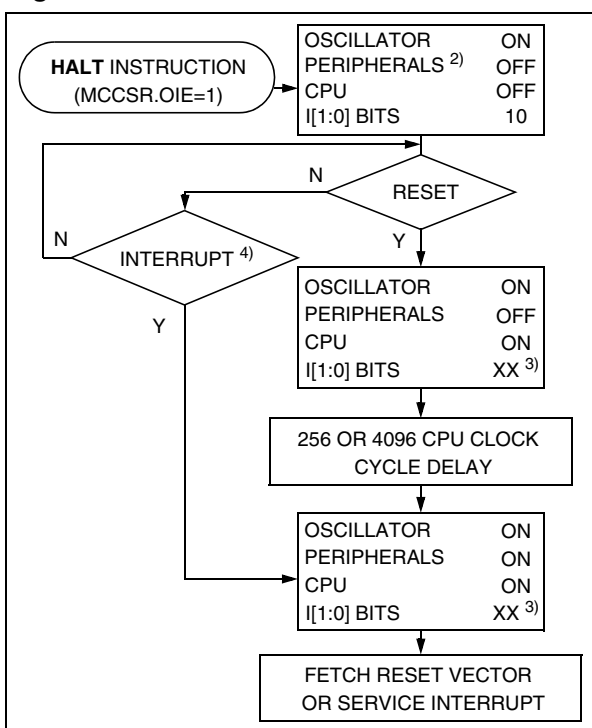 HALT INSTRUCTION
(MCCSR.OIE=1)
OSCILLATOR ON
PERIPHERALS 2) OFF
CPU OFF
I[1:0] BITS 10
RESET
N
Y
INTERRUPT 4)
N
Y
OSCILLATOR ON
PERIPHERALS OFF
CPU ON
I[1:0] BITS XX 3)
256 OR 4096 CPU CLOCK
CYCLE DELAY
OSCILLATOR ON
PERIPHERALS ON
CPU ON
I[1:0] BITS XX 3)
FETCH RESET VECTOR
OR SERVICE INTERRUPT